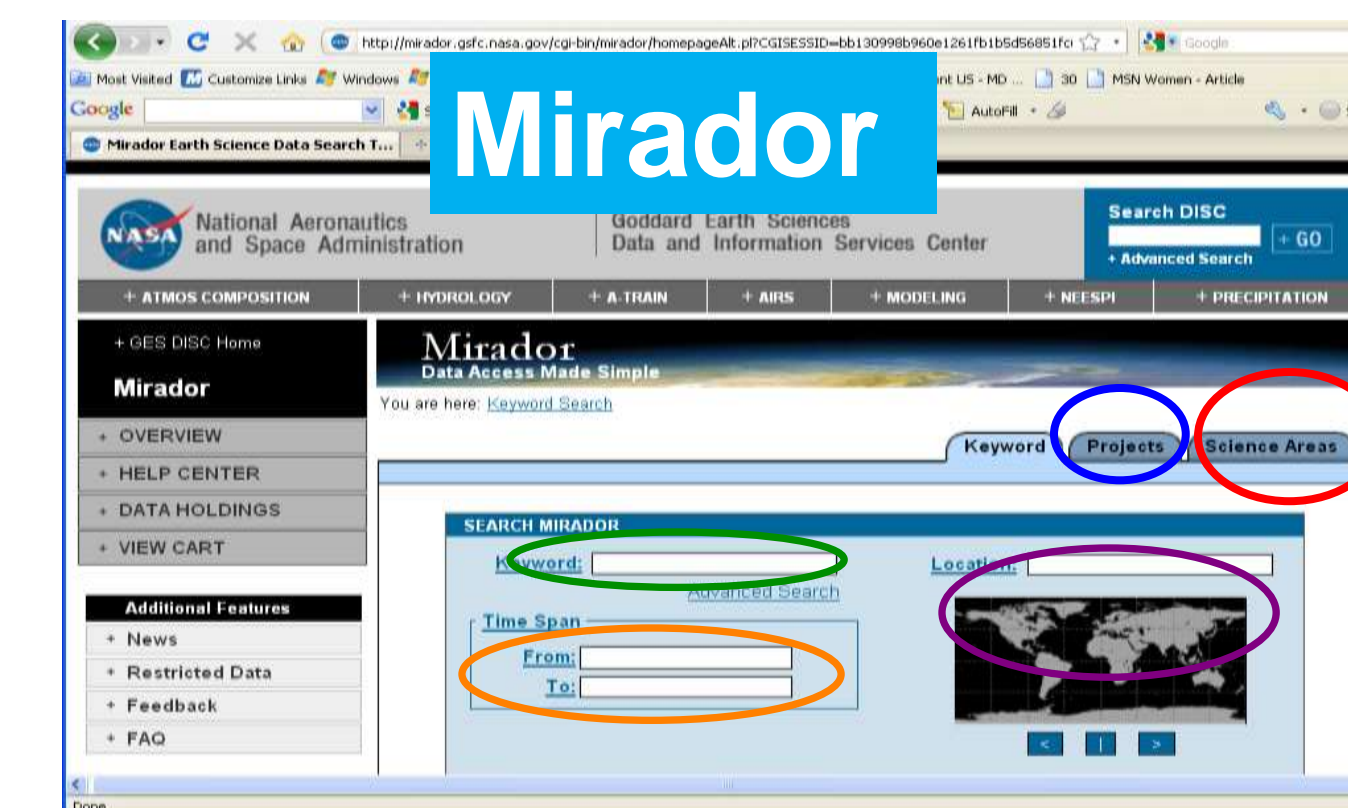 http://mirador.gsfc.nasa.gov/cgi-bin/mirador/homepageAlt.pl?CGISESSID=bb130998b960e1261fb1b5d56851fc
Google
Most Visited Customize Links Windows
US - MD ... 30 MSN Women - Article
Google
AutoFill
Mirador Earth Science Data Search T...
Mirador
NASA
National Aeronautics
and Space Administration
Goddard Earth Sciences
Data and Information Services Center
Search DISC
+ GO
+ Advanced Search
+ ATMOS COMPOSITION + HYDROLOGY + A-TRAIN + AIRS + MODELING + NEESPI + PRECIPITATION
+ GES DISC Home
Mirador
+ OVERVIEW
+ HELP CENTER
+ DATA HOLDINGS
+ VIEW CART
Additional Features
+ News
+ Restricted Data
+ Feedback
+ FAQ
Mirador
Data Access Made Simple
You are here: Keyword Search
Keyword Projects Science Areas
SEARCH MIRADOR
Keyword:
Location:
Advanced Search
Time Span
From:
To:
< | >
Done